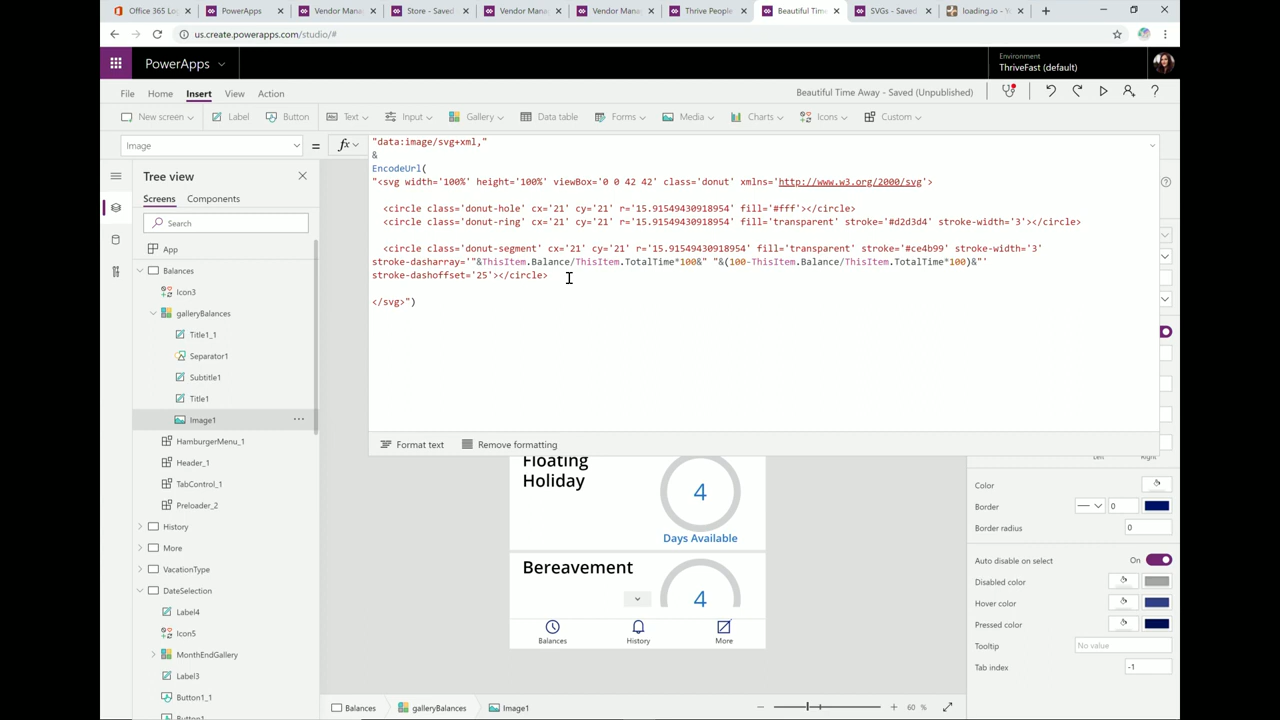 Office 365 Lo
PowerApps
Vendor Mana
Store - Saved
Vendor Mana
Vendor Mana
Thrive People
Beautiful Time
SVGs - Saved
loading.io - Y
us.create.powerapps.com/studio/#
PowerApps
Environment
ThriveFast (default)
File
Home
Insert
View
Action
Beautiful Time Away - Saved (Unpublished)
New screen
Label
Button
Text
Input
Gallery
Data table
Forms
Media
Charts
Icons
Custom
Image
=
fx
"data:image/svg+xml,"
&
EncodeUrl(
"<svg width='100%' height='100%' viewBox='0 0 42 42' class='donut' xmlns='http://www.w3.org/2000/svg'>
<circle class='donut-hole' cx='21' cy='21' r='15.91549430918954' fill='#fff'></circle>
<circle class='donut-ring' cx='21' cy='21' r='15.91549430918954' fill='transparent' stroke='#d2d3d4' stroke-width='3'></circle>
<circle class='donut-segment' cx='21' cy='21' r='15.91549430918954' fill='transparent' stroke='#ce4b99' stroke-width='3'
stroke-dasharray='"&ThisItem.Balance/ThisItem.TotalTime*100&" "&(100-ThisItem.Balance/ThisItem.TotalTime*100)&"'
stroke-dashoffset='25'></circle>
</svg>")
Format text
Remove formatting
Tree view
Screens
Components
Search
App
Balances
Icon3
galleryBalances
Title1_1
Separator1
Subtitle1
Title1
Image1
HamburgerMenu_1
Header_1
TabControl_1
Preloader_2
History
More
VacationType
DateSelection
Label4
Icon5
MonthEndGallery
Label3
Button1_1
Button1
Floating
Holiday
4
Days Available
Bereavement
4
Balances
History
More
Left
Right
Color
Border
0
Border radius
0
Auto disable on select
On
Disabled color
Hover color
Pressed color
Tooltip
No value
Tab index
-1
Balances
galleryBalances
Image1
60 %